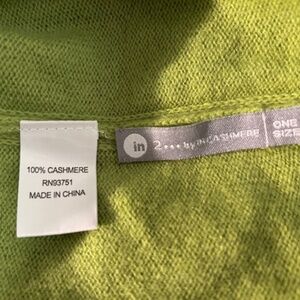 100% CASHMERE
RN93751
MADE IN CHINA
in 2... by IN CASHMERE
ONE
SIZE